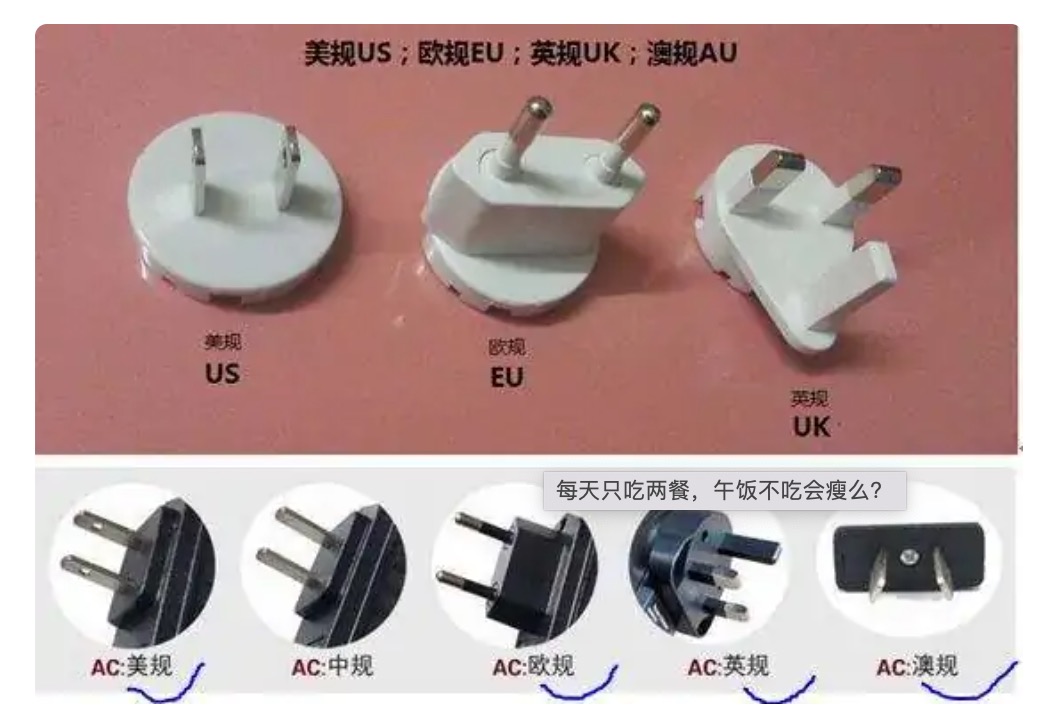 美规US；欧规EU；英规UK；澳规AU
美规
US
欧规
EU
英规
UK
每天只吃两餐，午饭不吃会瘦么？
AC:美规
AC:中规
AC:欧规
AC:英规
AC:澳规